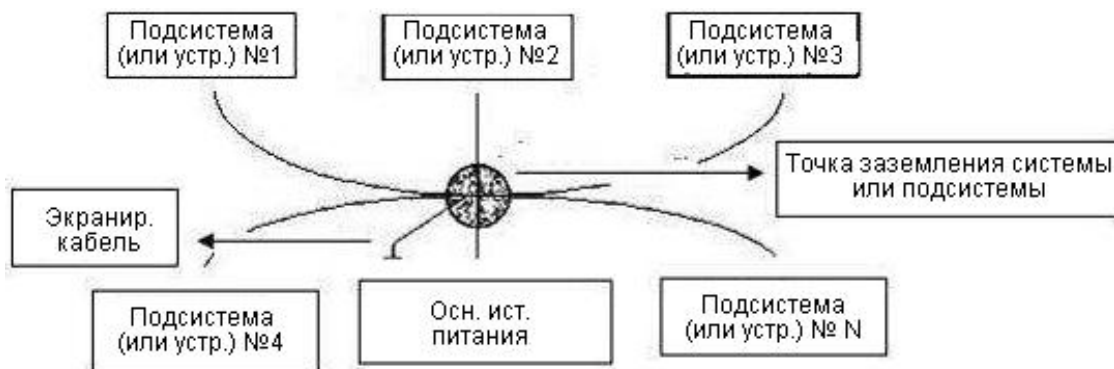 Подсистема
(или устр.) №1
Подсистема
(или устр.) №2
Подсистема
(или устр.) №3
Точка заземления системы
или подсистемы
Экранир.
кабель
Подсистема
(или устр.) №4
Осн. ист.
питания
Подсистема
(или устр.) № N